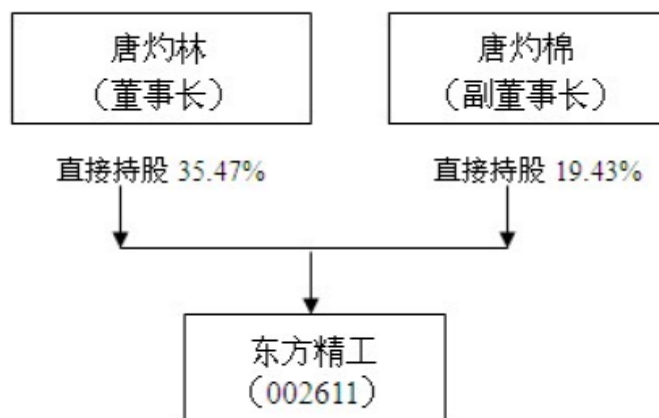 唐灼林
（董事长）
唐灼棉
（副董事长）
直接持股 35.47%
直接持股 19.43%
东方精工
（002611）